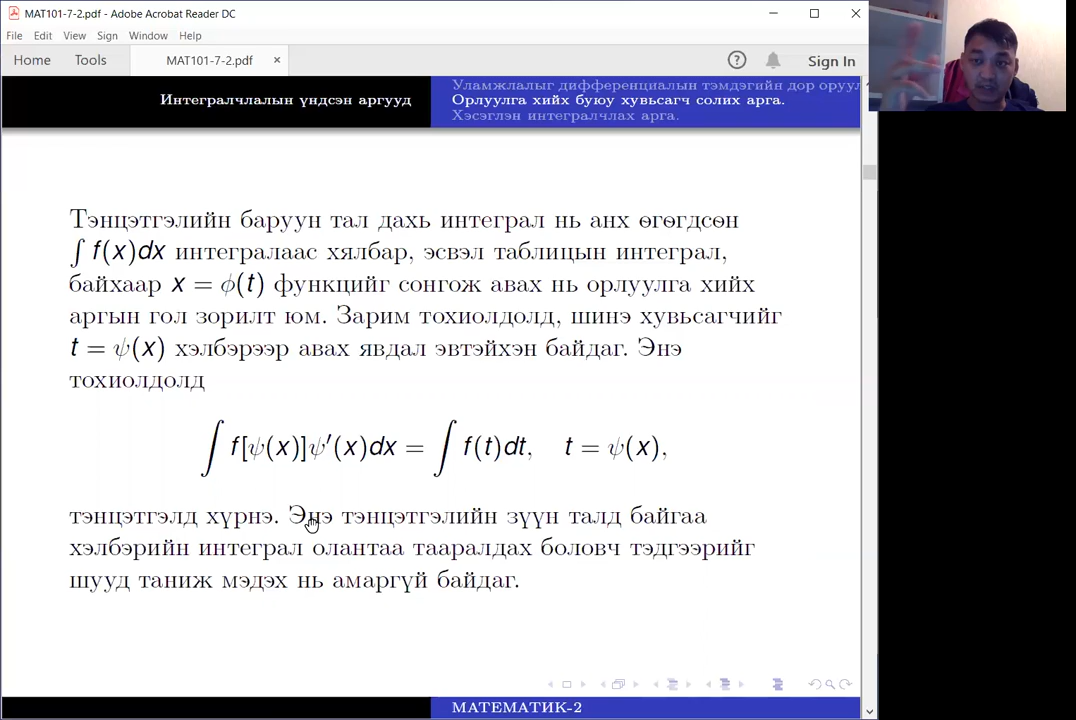 MAT101-7-2.pdf - Adobe Acrobat Reader DC
File Edit View Sign Window Help
Home Tools MAT101-7-2.pdf × ? Sign In
Интегралчлалын үндсэн аргууд
Уламжлалыг дифференциалын тэмдэгийн дор оруул
Орлуулга хийх буюу хувьсагч солих арга.
Хэсэглэн интегралчлах арга.
Тэнцэтгэлийн баруун тал дахь интеграл нь анх өгөгдсөн
∫ f(x)dx интегралаас хялбар, эсвэл таблицын интеграл,
байхаар x = ϕ(t) функцийг сонгож авах нь орлуулга хийх
аргын гол зорилт юм. Зарим тохиолдолд, шинэ хувьсагчийг
t = ψ(x) хэлбэрээр авах явдал эвтэйхэн байдаг. Энэ
тохиолдолд
∫ f[ψ(x)]ψ′(x)dx = ∫ f(t)dt, t = ψ(x),
тэнцэтгэлд хүрнэ. Энэ тэнцэтгэлийн зүүн талд байгаа
хэлбэрийн интеграл олантаа тааралдах боловч тэдгээрийг
шууд таниж мэдэх нь амаргүй байдаг.
МАТЕМАТИК-2